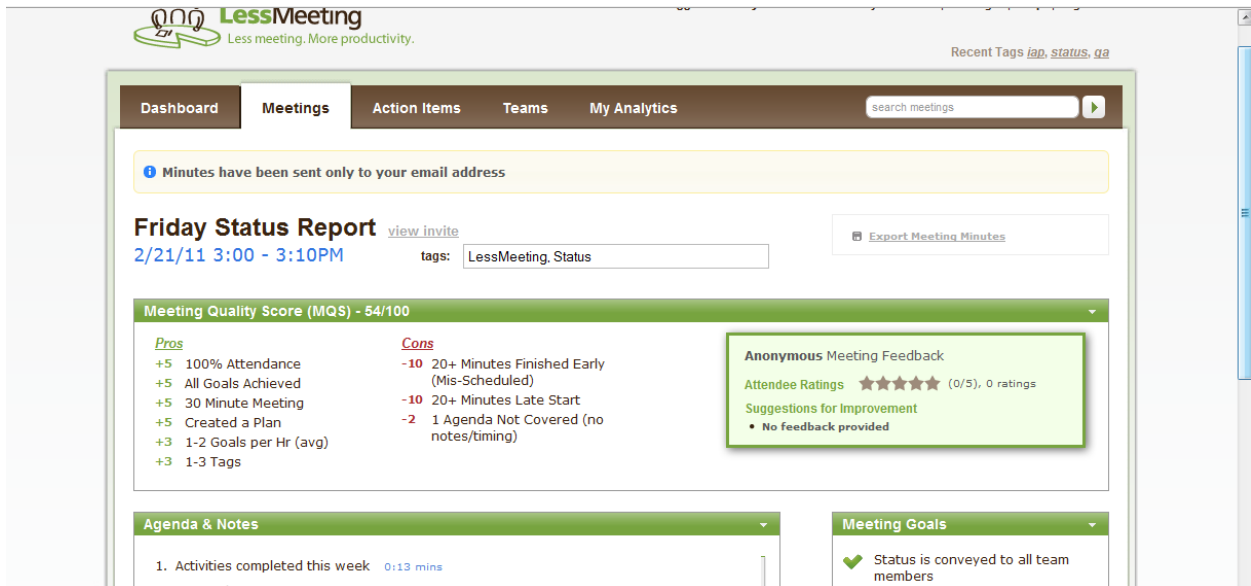 LessMeeting
Less meeting. More productivity.
Recent Tags iap, status, qa
Dashboard
Meetings
Action Items
Teams
My Analytics
search meetings
Minutes have been sent only to your email address
Friday Status Report view invite
2/21/11 3:00 - 3:10PM
tags: LessMeeting, Status
Export Meeting Minutes
Meeting Quality Score (MQS) - 54/100
Pros
+5 100% Attendance
+5 All Goals Achieved
+5 30 Minute Meeting
+5 Created a Plan
+3 1-2 Goals per Hr (avg)
+3 1-3 Tags
Cons
-10 20+ Minutes Finished Early
(Mis-Scheduled)
-10 20+ Minutes Late Start
-2 1 Agenda Not Covered (no
notes/timing)
Anonymous Meeting Feedback
Attendee Ratings (0/5), 0 ratings
Suggestions for Improvement
• No feedback provided
Agenda & Notes
1. Activities completed this week 0:13 mins
Meeting Goals
Status is conveyed to all team
members